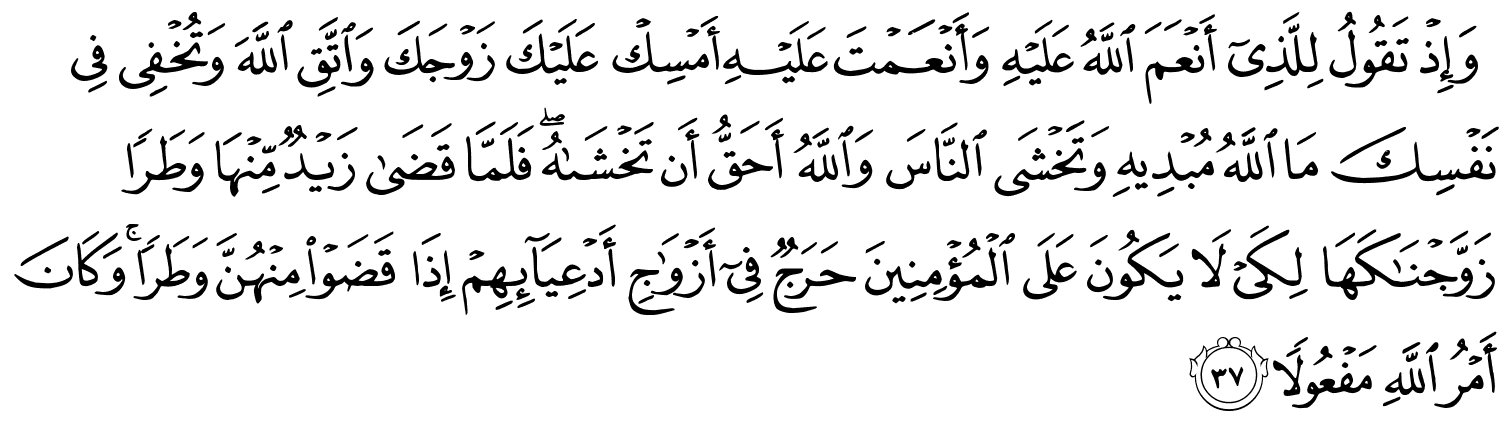 وَإِذۡ تَقُولُ لِلَّذِىٓ أَنۡعَمَ ٱللَّهُ عَلَيۡهِ وَأَنۡعَمۡتَ عَلَيۡهِ أَمۡسِكۡ عَلَيۡكَ زَوۡجَكَ وَٱتَّقِ ٱللَّهَ وَتُخۡفِى فِى
نَفۡسِكَ مَا ٱللَّهُ مُبۡدِيهِ وَتَخۡشَى ٱلنَّاسَ وَٱللَّهُ أَحَقُّ أَن تَخۡشَىٰهُۖ فَلَمَّا قَضَىٰ زَيۡدٌ مِّنۡهَا وَطَرًا
زَوَّجۡنَـٰكَهَا لِكَىۡ لَا يَكُونَ عَلَى ٱلۡمُؤۡمِنِينَ حَرَجٌ فِىٓ أَزۡوَٰجِ أَدۡعِيَآئِهِمۡ إِذَا قَضَوۡاْ مِنۡهُنَّ وَطَرًاۚ وَكَانَ
أَمۡرُ ٱللَّهِ مَفۡعُولًا ٣٧